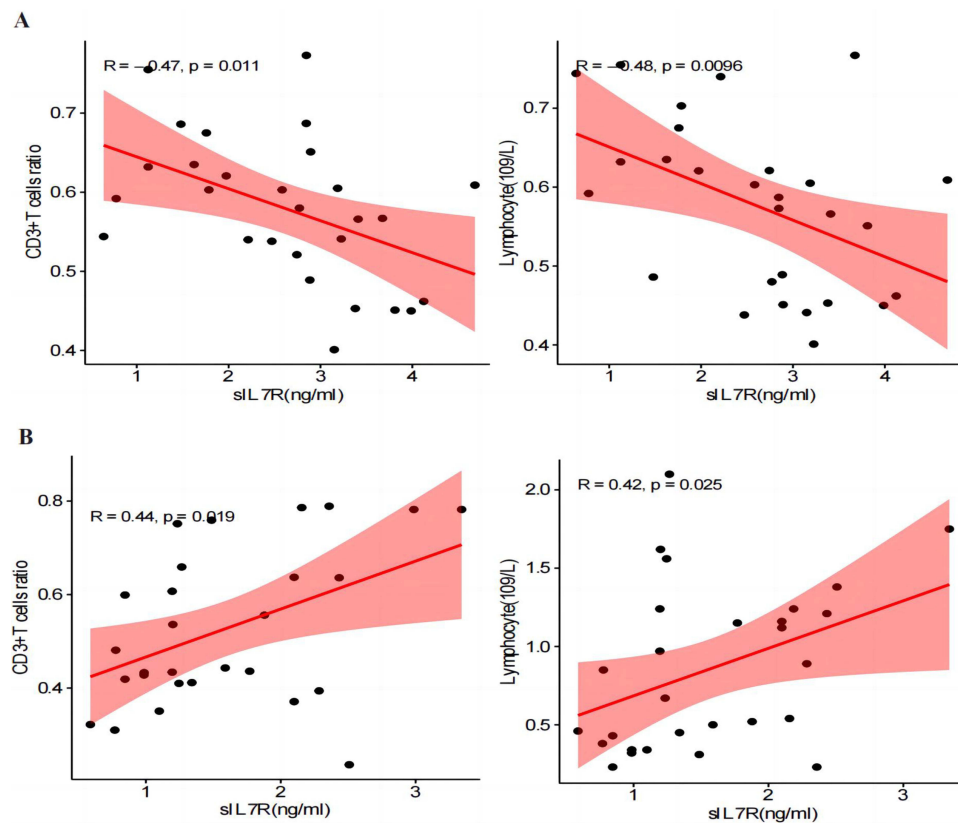 A
R = −0.47, p = 0.011
CD3+T cells ratio
0.7
0.6
0.5
0.4
1 2 3 4
sIL7R(ng/ml)
R = −0.48, p = 0.0096
Lymphocyte(109/L)
0.7
0.6
0.5
0.4
1 2 3 4
sIL7R(ng/ml)
B
R = 0.44, p = 0.019
CD3+T cells ratio
0.8
0.6
0.4
1 2 3
sIL7R(ng/ml)
R = 0.42, p = 0.025
Lymphocyte(109/L)
2.0
1.5
1.0
0.5
1 2 3
sIL7R(ng/ml)